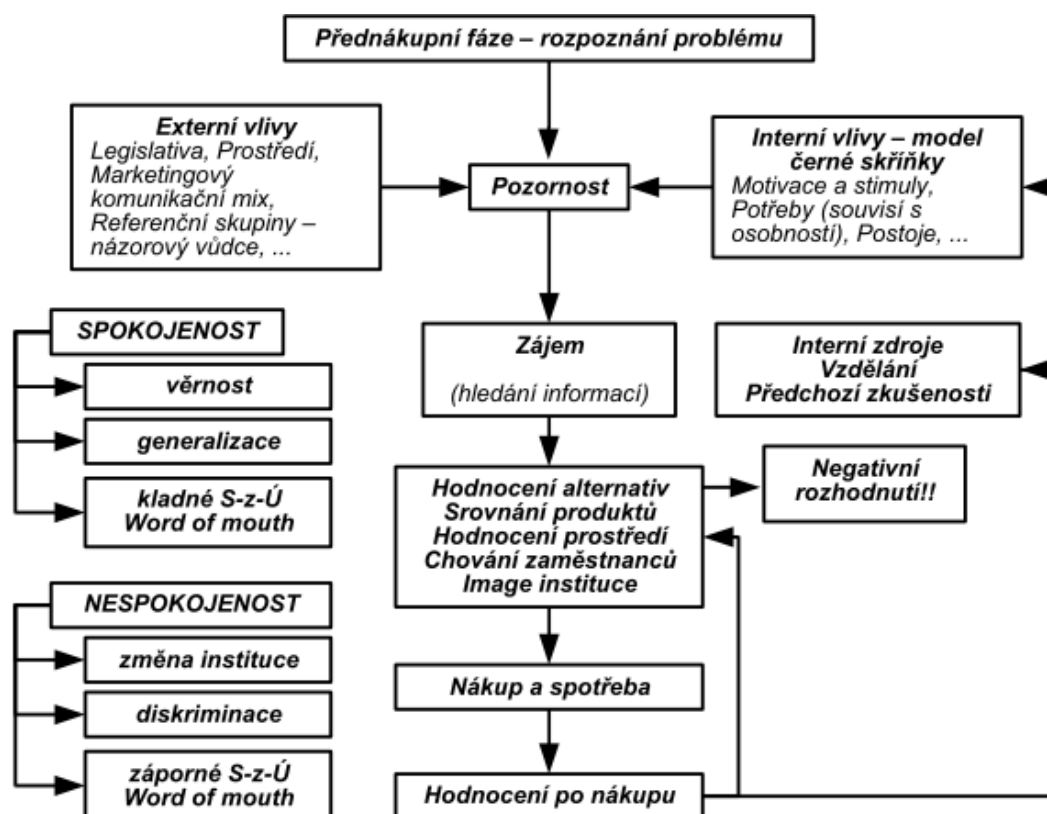 Přednákupní fáze – rozpoznání problému
Externí vlivy
Legislativa, Prostředí,
Marketingový
komunikační mix,
Referenční skupiny –
názorový vůdce, ...
Pozornost
Interní vlivy – model
černé skříňky
Motivace a stimuly,
Potřeby (souvisí s
osobností), Postoje, ...
SPOKOJENOST
věrnost
generalizace
kladné S-z-Ú
Word of mouth
Zájem
(hledání informací)
Interní zdroje
Vzdělání
Předchozí zkušenosti
Hodnocení alternativ
Srovnání produktů
Hodnocení prostředí
Chování zaměstnanců
Image instituce
Negativní
rozhodnutí!!
NESPOKOJENOST
změna instituce
diskriminace
záporné S-z-Ú
Word of mouth
Nákup a spotřeba
Hodnocení po nákupu